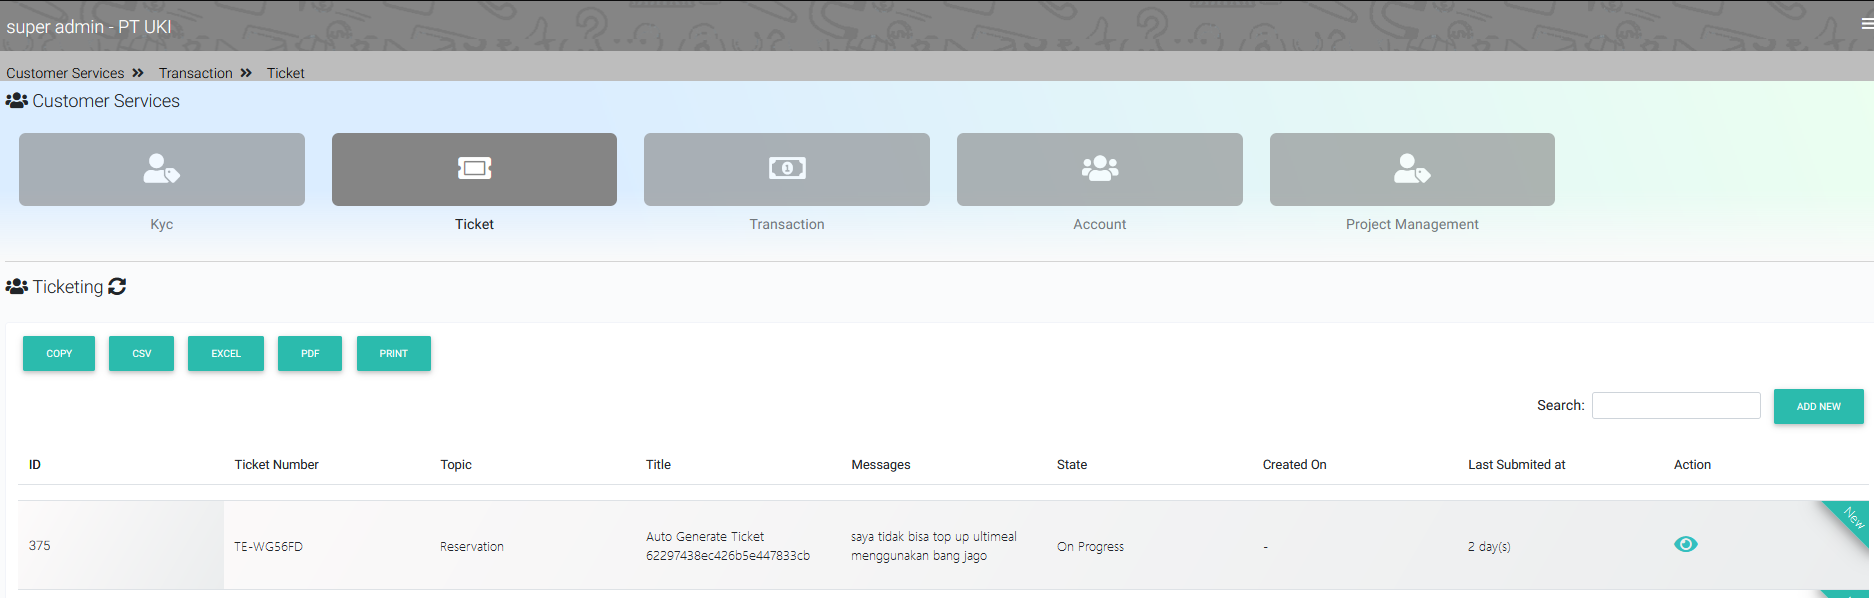 super admin - PT UKI
Customer Services » Transaction » Ticket
Customer Services
Kyc Ticket Transaction Account Project Management
Ticketing
COPY CSV EXCEL PDF PRINT
Search: ADD NEW
ID Ticket Number Topic Title Messages State Created On Last Submited at Action
New
375 TE-WG56FD Reservation Auto Generate Ticket 62297438ec426b5e447833cb saya tidak bisa top up ultimeal menggunakan bang jago On Progress - 2 day(s)